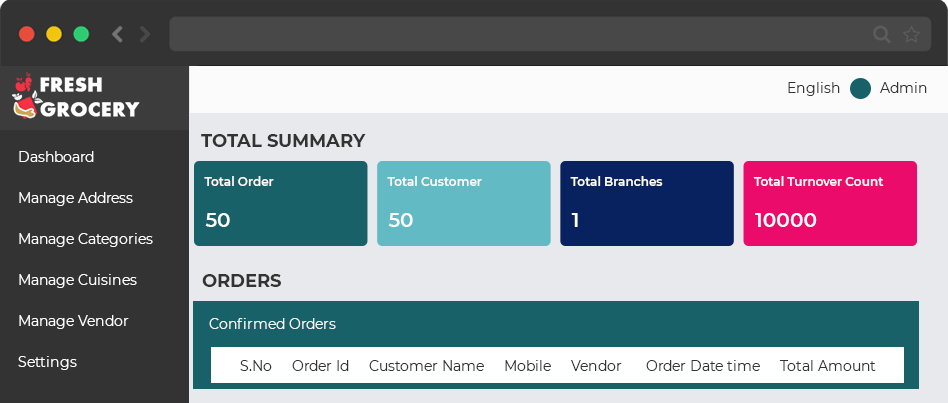 FRESH
GROCERY
English Admin
Dashboard
Manage Address
Manage Categories
Manage Cuisines
Manage Vendor
Settings
TOTAL SUMMARY
Total Order
50
Total Customer
50
Total Branches
1
Total Turnover Count
10000
ORDERS
Confirmed Orders
S.No Order Id Customer Name Mobile Vendor Order Date time Total Amount